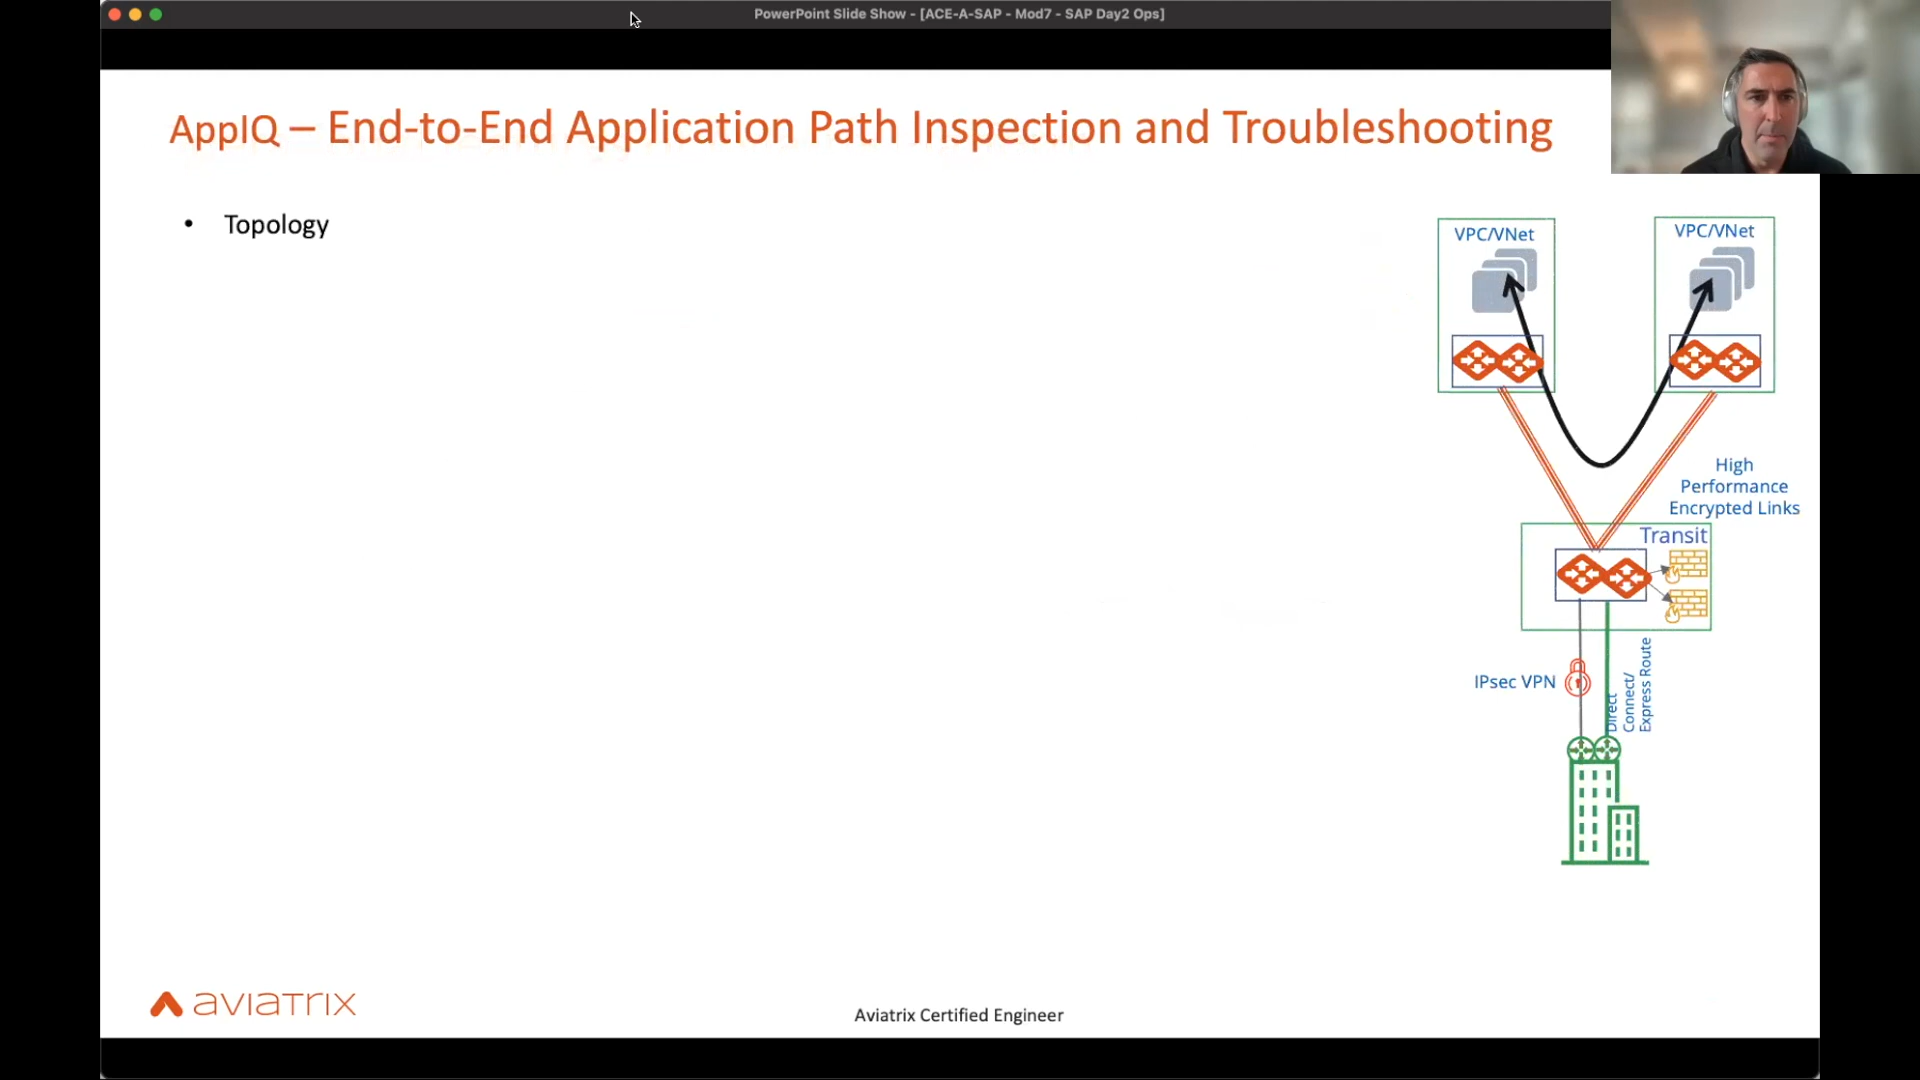 PowerPoint Slide Show - [ACE-A-SAP - Mod7 - SAP Day2 Ops]
AppIQ – End-to-End Application Path Inspection and Troubleshooting
• Topology
VPC/VNet
VPC/VNet
High
Performance
Encrypted Links
Transit
IPsec VPN
Direct
Connect/
Express Route
aviatrix
Aviatrix Certified Engineer